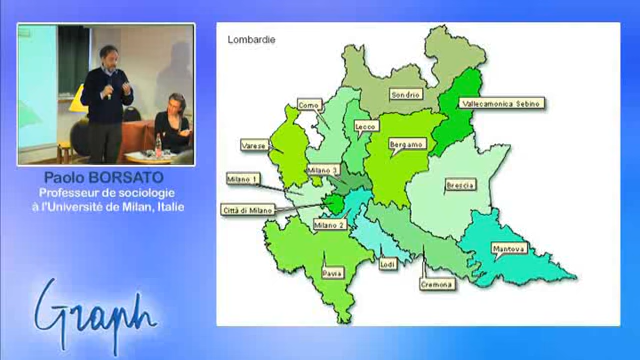 Paolo BORSATO
Professeur de sociologie
à l'Université de Milan, Italie
Graph
Lombardie
Sondrio
Vallecamonica Sebino
Como
Lecco
Varese
Bergamo
Milano 3
Milano 1
Brescia
Città di Milano
Milano 2
Mantova
Lodi
Pavia
Cremona